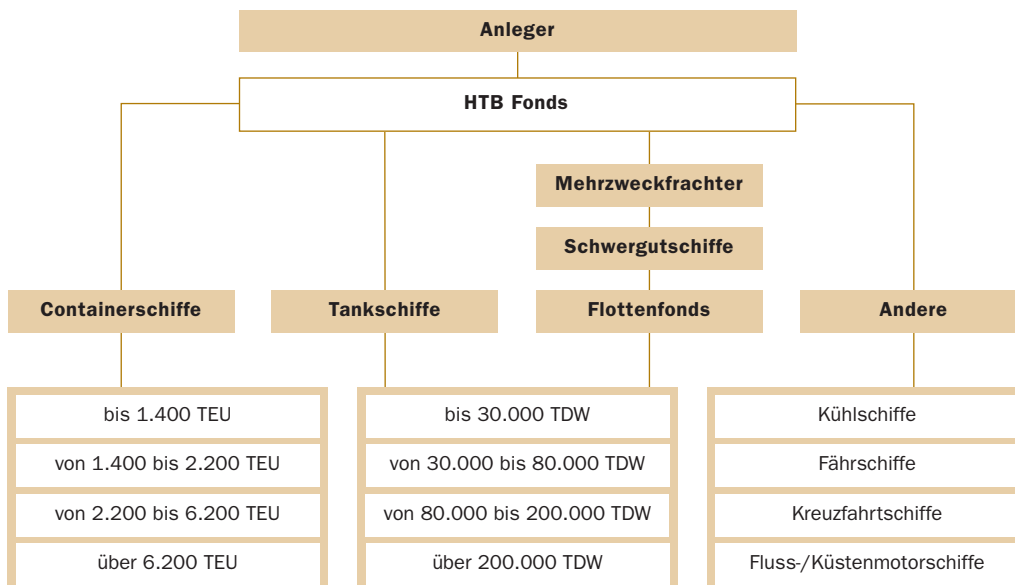 Anleger
HTB Fonds
Mehrzweckfrachter
Schwergutschiffe
Containerschiffe
Tankschiffe
Flottenfonds
Andere
bis 1.400 TEU
von 1.400 bis 2.200 TEU
von 2.200 bis 6.200 TEU
über 6.200 TEU
bis 30.000 TDW
von 30.000 bis 80.000 TDW
von 80.000 bis 200.000 TDW
über 200.000 TDW
Kühlschiffe
Fährschiffe
Kreuzfahrtschiffe
Fluss-/Küstenmotorschiffe